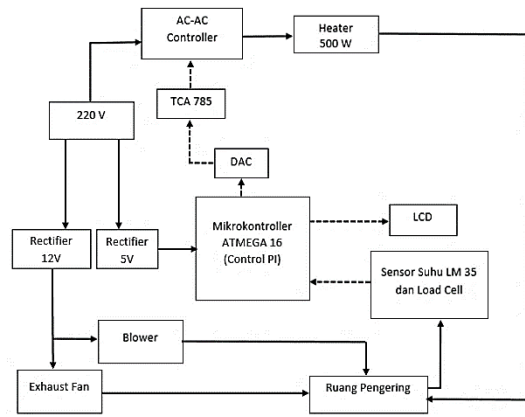 AC-AC
Controller
Heater
500 W
TCA 785
220 V
DAC
Mikrokontroller
ATMEGA 16
(Control PI)
LCD
Rectifier
12V
Rectifier
5V
Sensor Suhu LM 35
dan Load Cell
Blower
Exhaust Fan
Ruang Pengering